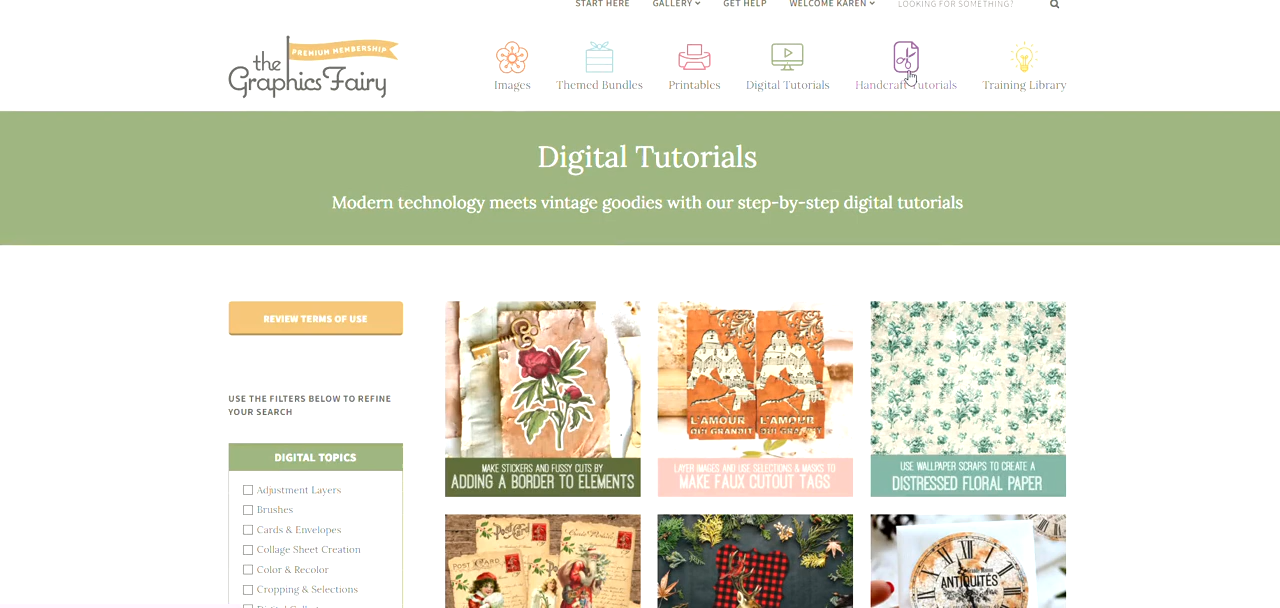 START HERE
GALLERY
GET HELP
WELCOME KAREN
LOOKING FOR SOMETHING?
PREMIUM MEMBERSHIP
the
Graphics Fairy
Images
Themed Bundles
Printables
Digital Tutorials
Handcraft Tutorials
Training Library
Digital Tutorials
Modern technology meets vintage goodies with our step-by-step digital tutorials
REVIEW TERMS OF USE
USE THE FILTERS BELOW TO REFINE
YOUR SEARCH
DIGITAL TOPICS
Adjustment Layers
Brushes
Cards & Envelopes
Collage Sheet Creation
Color & Recolor
Cropping & Selections
L'AMOUR
L'AMOUR
MAKE STICKERS AND FUSSY CUTS BY
ADDING A BORDER TO ELEMENTS
LAYER IMAGES AND USE SELECTIONS & MASKS TO
MAKE FAUX CUTOUT TAGS
USE WALLPAPER SCRAPS TO CREATE A
DISTRESSED FLORAL PAPER
POST CARD
ANTIQUITÉS